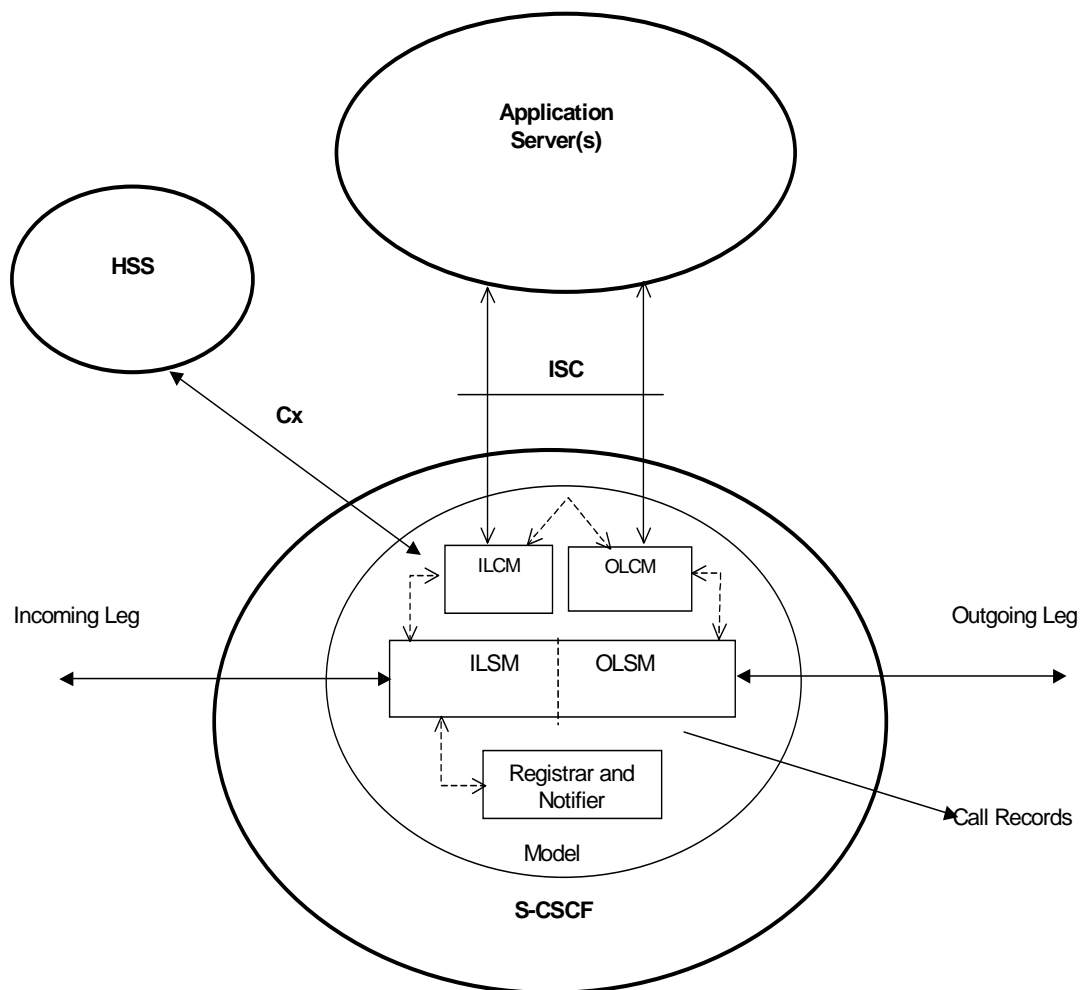 Application
Server(s)
HSS
ISC
Cx
ILCM
OLCM
Incoming Leg
Outgoing Leg
ILSM
OLSM
Registrar and
Notifier
Call Records
Model
S-CSCF